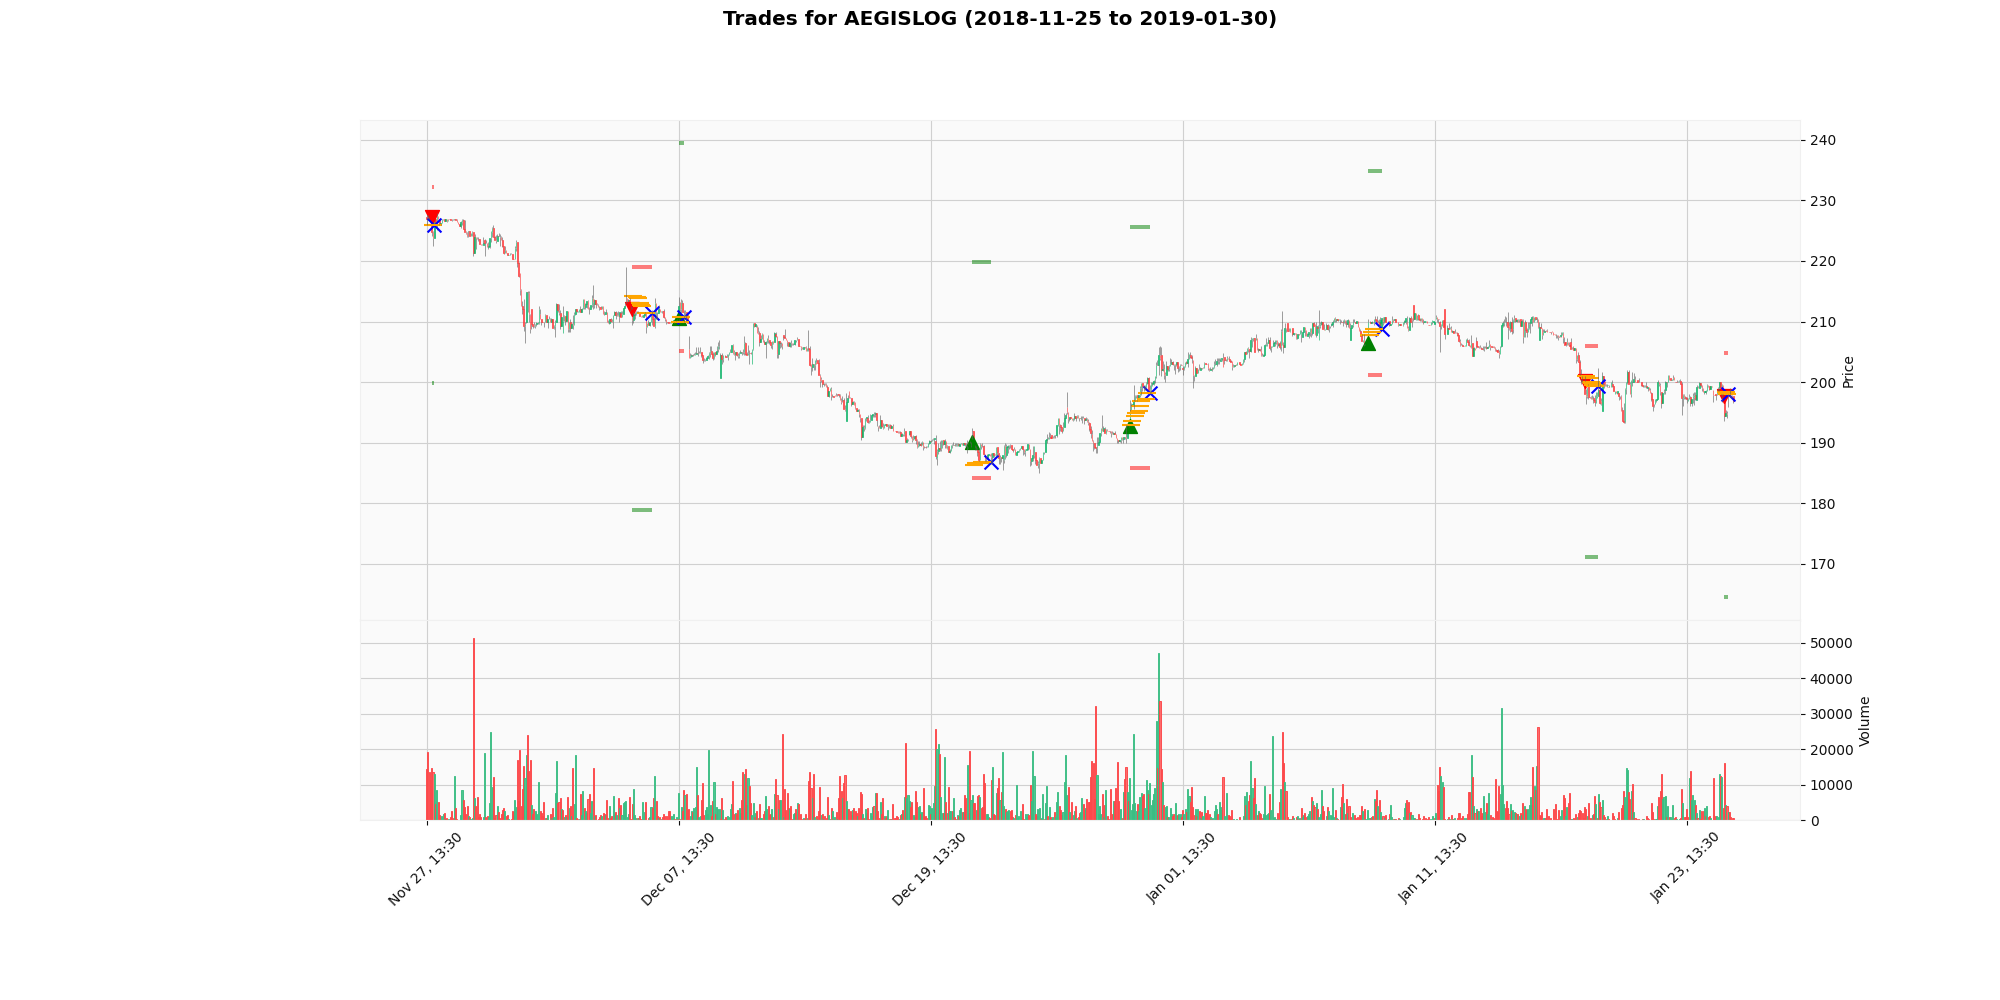 Trades for AEGISLOG (2018-11-25 to 2019-01-30)
240
230
220
210
200
190
180
170
Price
50000
40000
30000
20000
10000
0
Volume
Nov 27, 13:30
Dec 07, 13:30
Dec 19, 13:30
Jan 01, 13:30
Jan 11, 13:30
Jan 23, 13:30